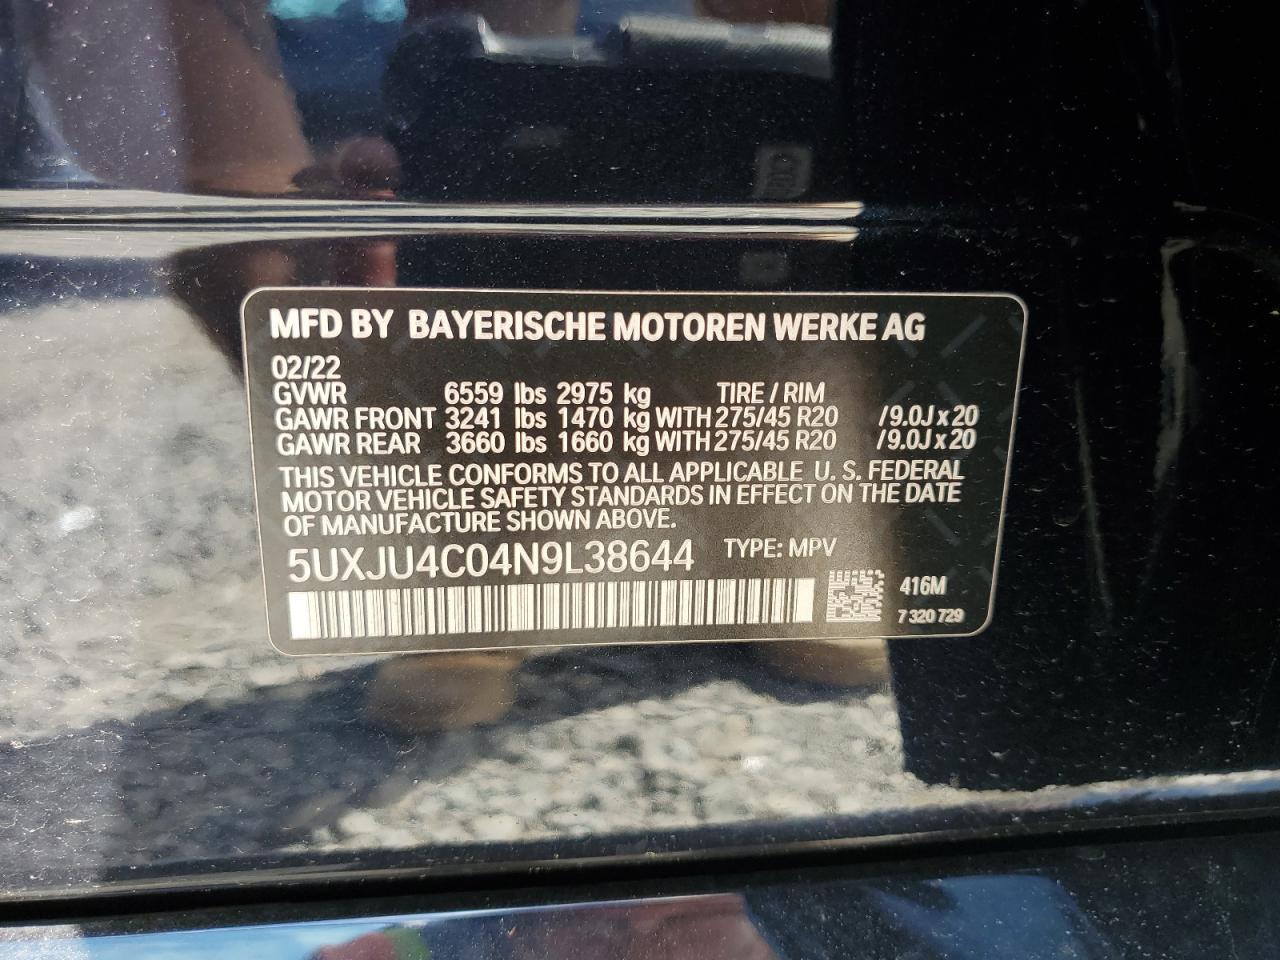 MFD BY BAYERISCHE MOTOREN WERKE AG
02/22
GVWR 6559 lbs 2975 kg TIRE / RIM
GAWR FRONT 3241 lbs 1470 kg WITH 275/45 R20 /9.0J x 20
GAWR REAR 3660 lbs 1660 kg WITH 275/45 R20 /9.0J x 20
THIS VEHICLE CONFORMS TO ALL APPLICABLE U. S. FEDERAL
MOTOR VEHICLE SAFETY STANDARDS IN EFFECT ON THE DATE
OF MANUFACTURE SHOWN ABOVE.
5UXJU4C04N9L38644 TYPE: MPV
416M
7 320 729